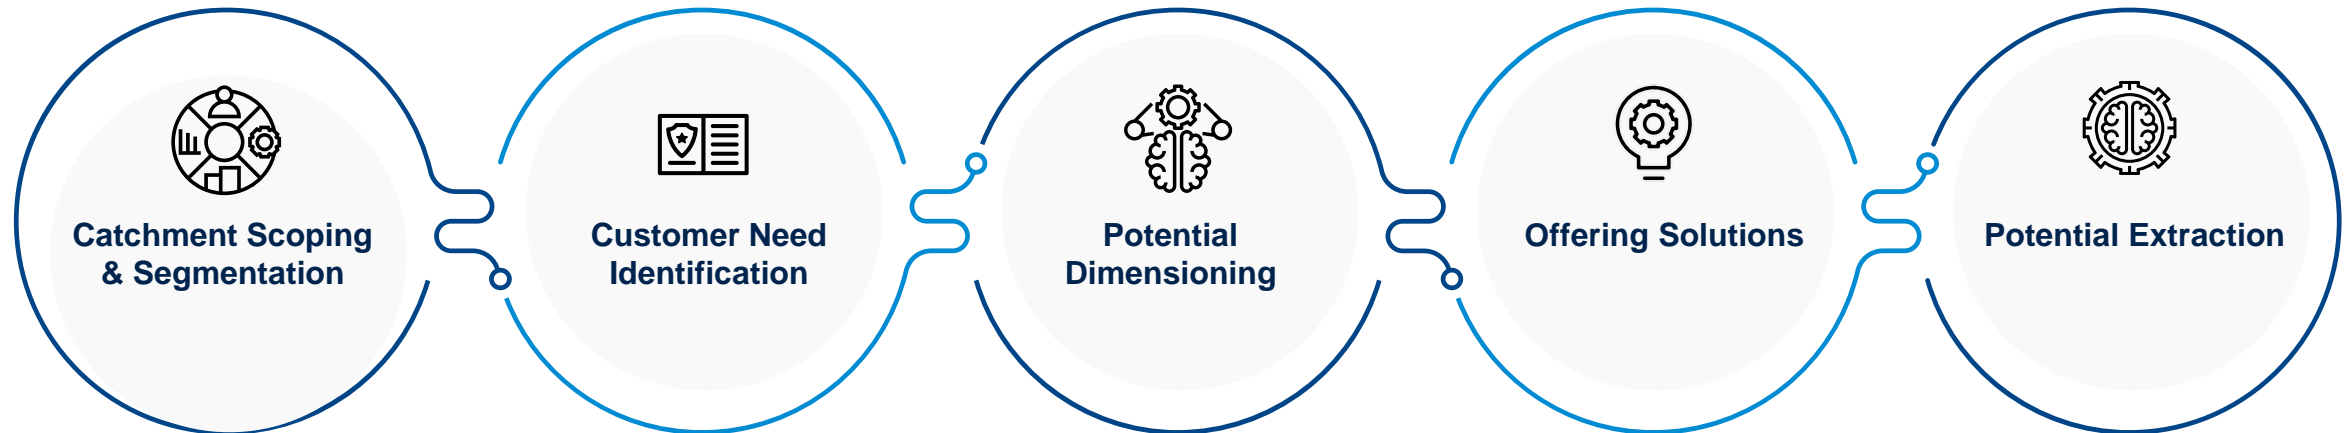 Catchment Scoping
& Segmentation
Customer Need
Identification
Potential
Dimensioning
Offering Solutions
Potential Extraction